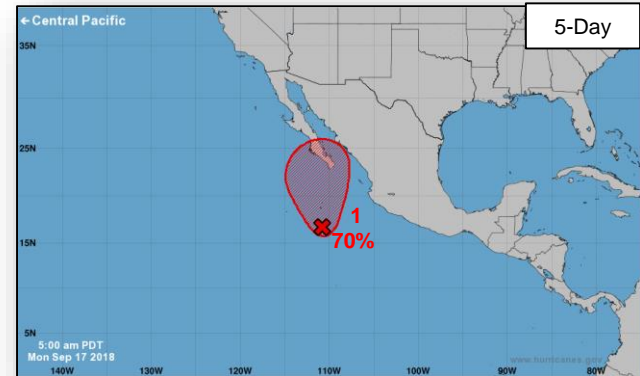 ← Central Pacific
5-Day
35N
25N
15N
5N
1
70%
5:00 am PDT
Mon Sep 17 2018
www.hurricanes.gov
140W 130W 120W 110W 100W 90W 80W